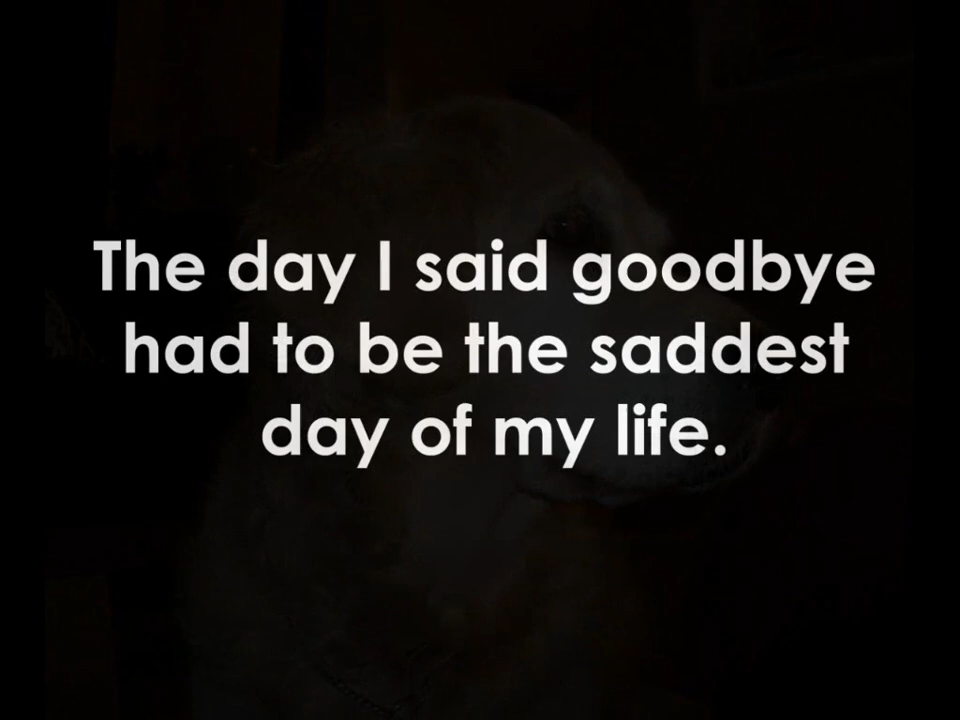 The day I said goodbye
had to be the saddest
day of my life.